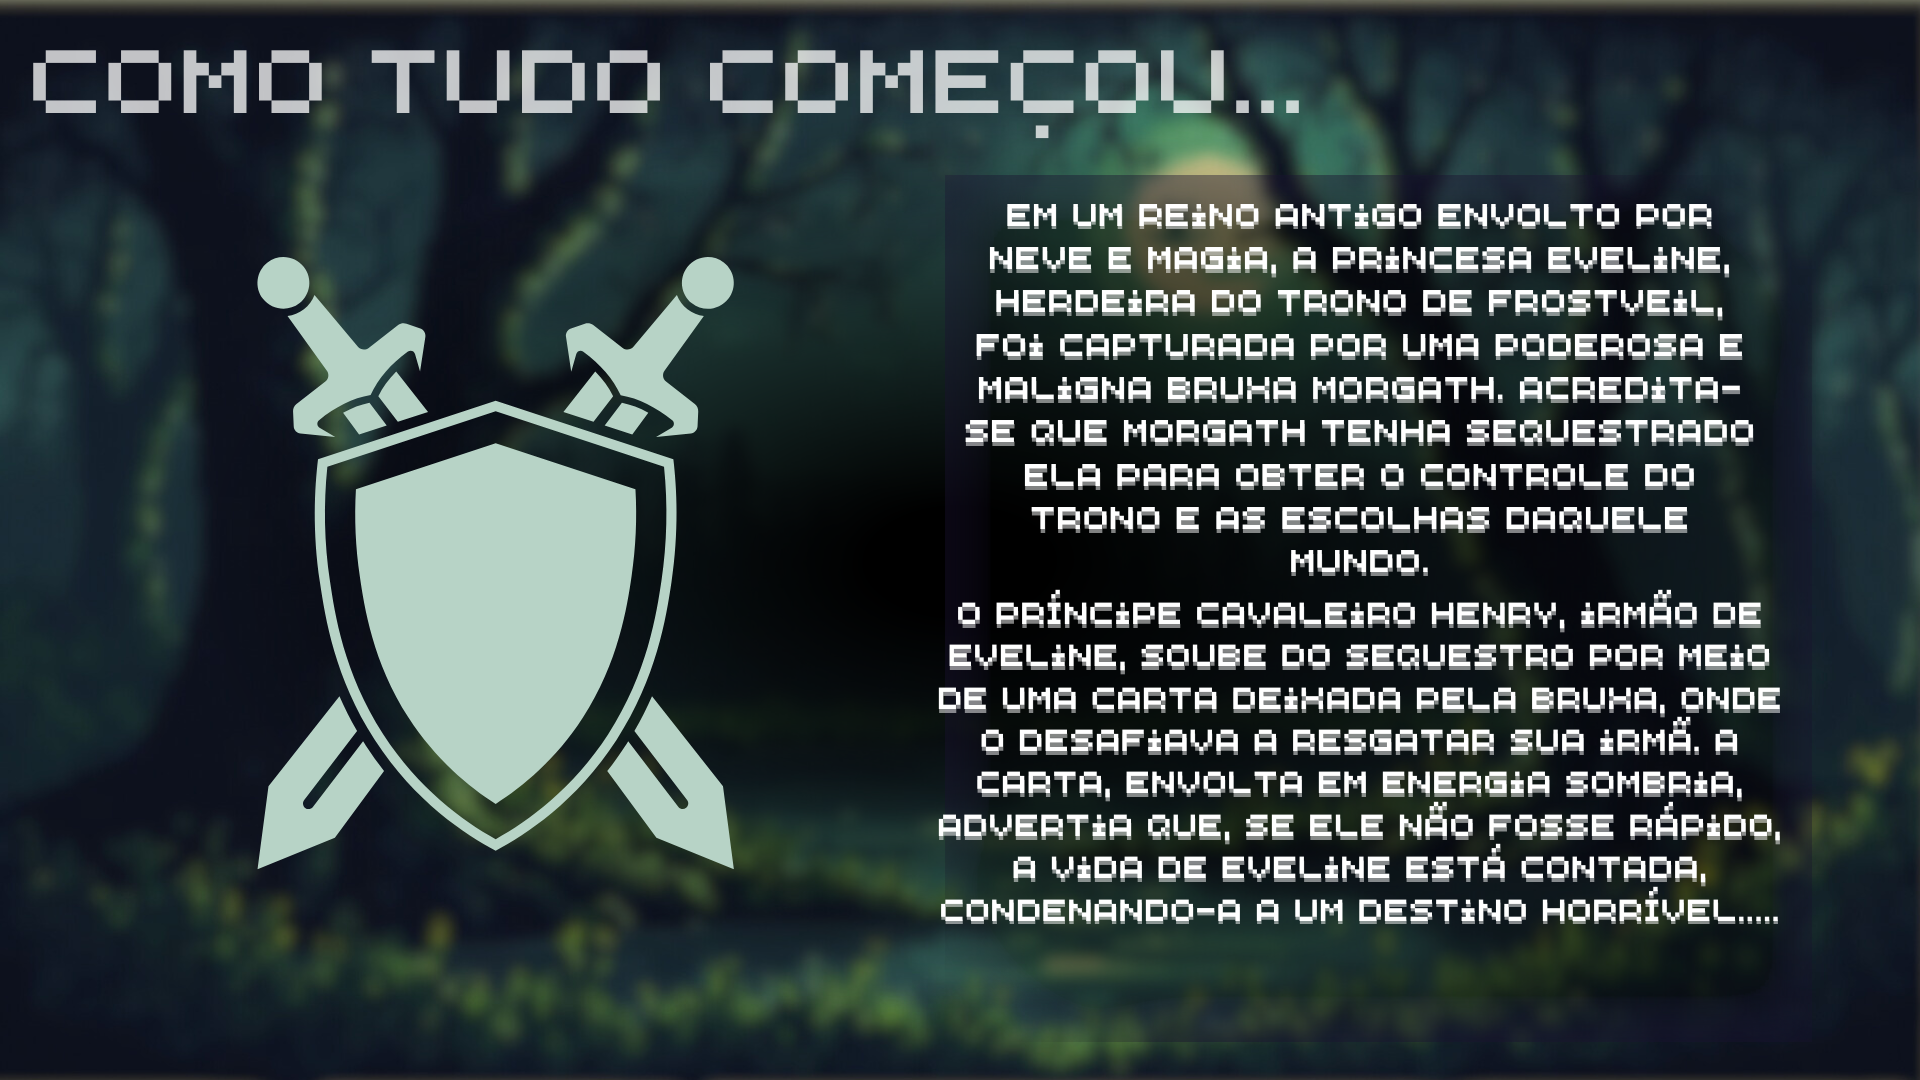 COMO TUDO COMEÇOU...
EM UM REiNO ANTiGO ENVOLTO POR
NEVE E MAGiA, A PRiNCESA EVELiNE,
HERDEiRA DO TRONO DE FROSTVEiL,
FOi CAPTURADA POR UMA PODEROSA E
MALiGNA BRUXA MORGATH. ACREDiTA-
SE QUE MORGATH TENHA SEQUESTRADO
ELA PARA OBTER O CONTROLE DO
TRONO E AS ESCOLHAS DAQUELE
MUNDO.
O PRÍNCiPE CAVALEiRO HENRY, iRMÃO DE
EVELiNE, SOUBE DO SEQUESTRO POR MEiO
DE UMA CARTA DEiXADA PELA BRUXA, ONDE
O DESAFiAVA A RESGATAR SUA iRMÃ. A
CARTA, ENVOLTA EM ENERGiA SOMBRiA,
ADVERTiA QUE, SE ELE NÃO FOSSE RÁPiDO,
A ViDA DE EVELiNE ESTÁ CONTADA,
CONDENANDO-A A UM DESTiNO HORRÍVEL.....